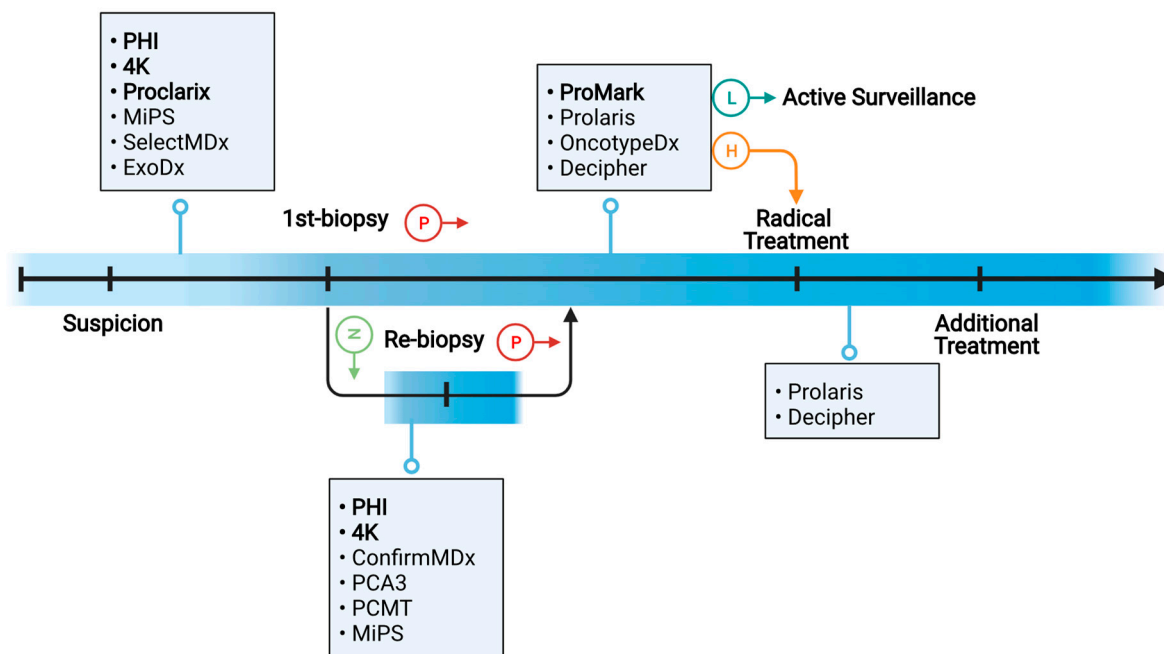 • PHI
• 4K
• Proclarix
• MiPS
• SelectMDx
• ExoDx
• ProMark
• Prolaris
• OncotypeDx
• Decipher
L
Active Surveillance
H
1st-biopsy
P
Radical
Treatment
Suspicion
N
Re-biopsy
P
Additional
Treatment
• Prolaris
• Decipher
• PHI
• 4K
• ConfirmMDx
• PCA3
• PCMT
• MiPS